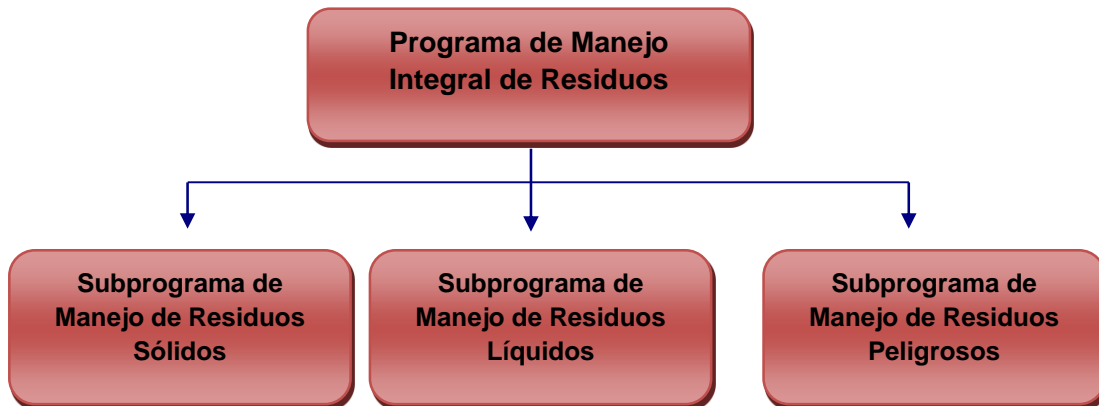 Programa de Manejo
Integral de Residuos
Subprograma de
Manejo de Residuos
Sólidos
Subprograma de
Manejo de Residuos
Líquidos
Subprograma de
Manejo de Residuos
Peligrosos